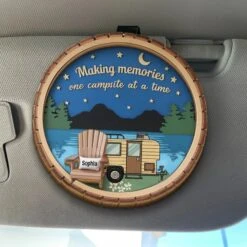 Making memories
one campsite at a time
Sophia